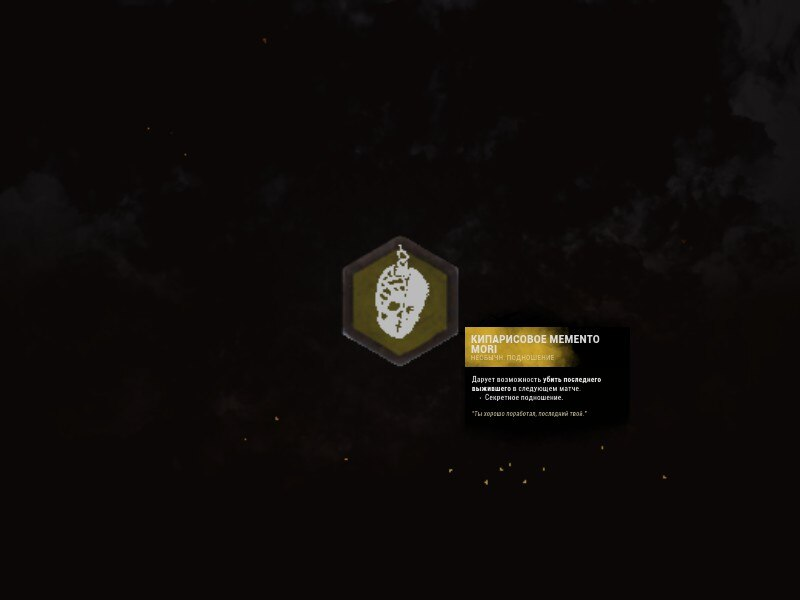 КИПАРИСОВОЕ MEMENTO
MORI
НЕОБЫЧН. ПОДНОШЕНИЕ
Дарует возможность убить последнего
выжившего в следующем матче.
• Секретное подношение.
"Ты хорошо поработал, последний твой."